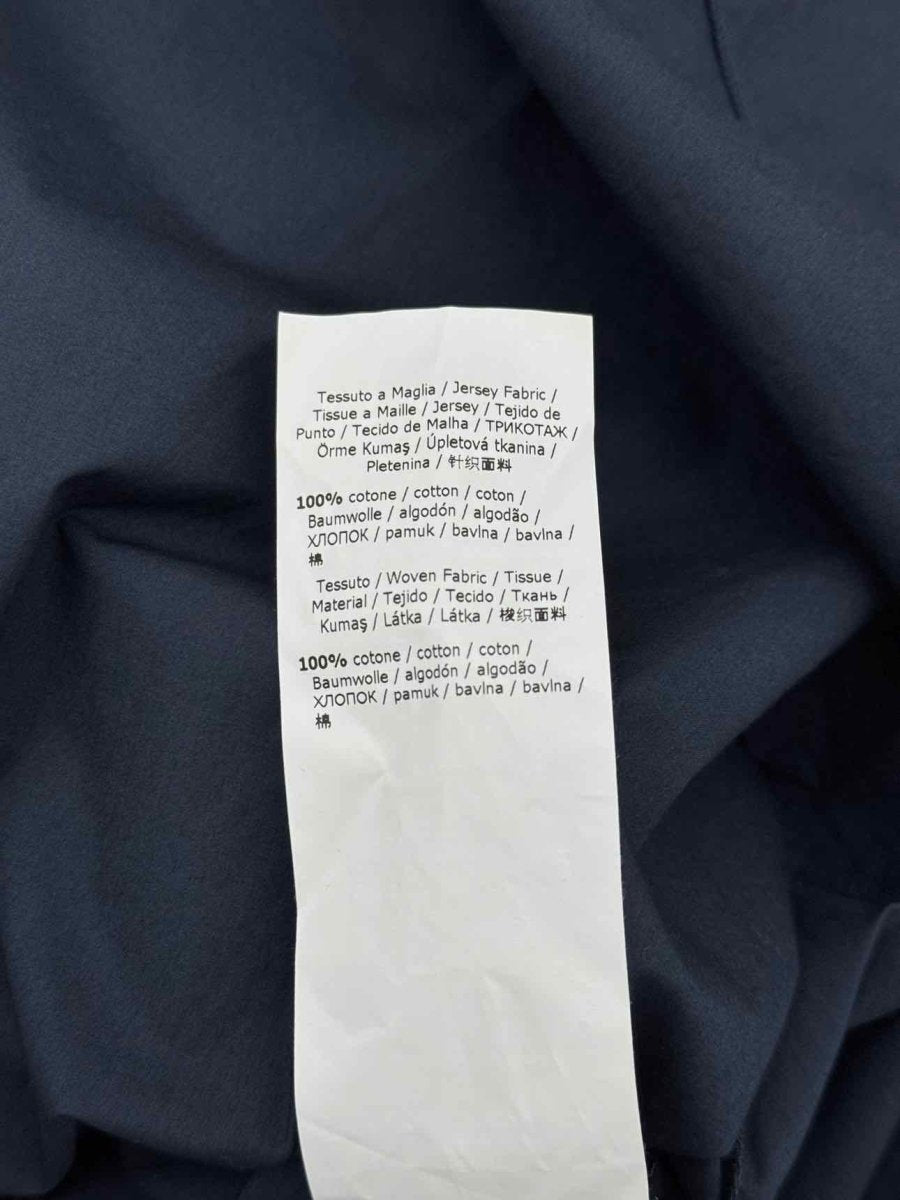 Tessuto a Maglia / Jersey Fabric /
Tissue a Maille / Jersey / Tejido de
Punto / Tecido de Malha / ТРИКОТАЖ /
Örme Kumaş / Úpletová tkanina /
Pletenina / 针织面料
100% cotone / cotton / coton /
Baumwolle / algodón / algodão /
ХЛОПОК / pamuk / bavlna / bavlna /
棉
Tessuto / Woven Fabric / Tissue /
Material / Tejido / Tecido / Ткань /
Kumaş / Látka / Látka / 梭织面料
100% cotone / cotton / coton /
Baumwolle / algodón / algodão /
ХЛОПОК / pamuk / bavlna / bavlna /
棉